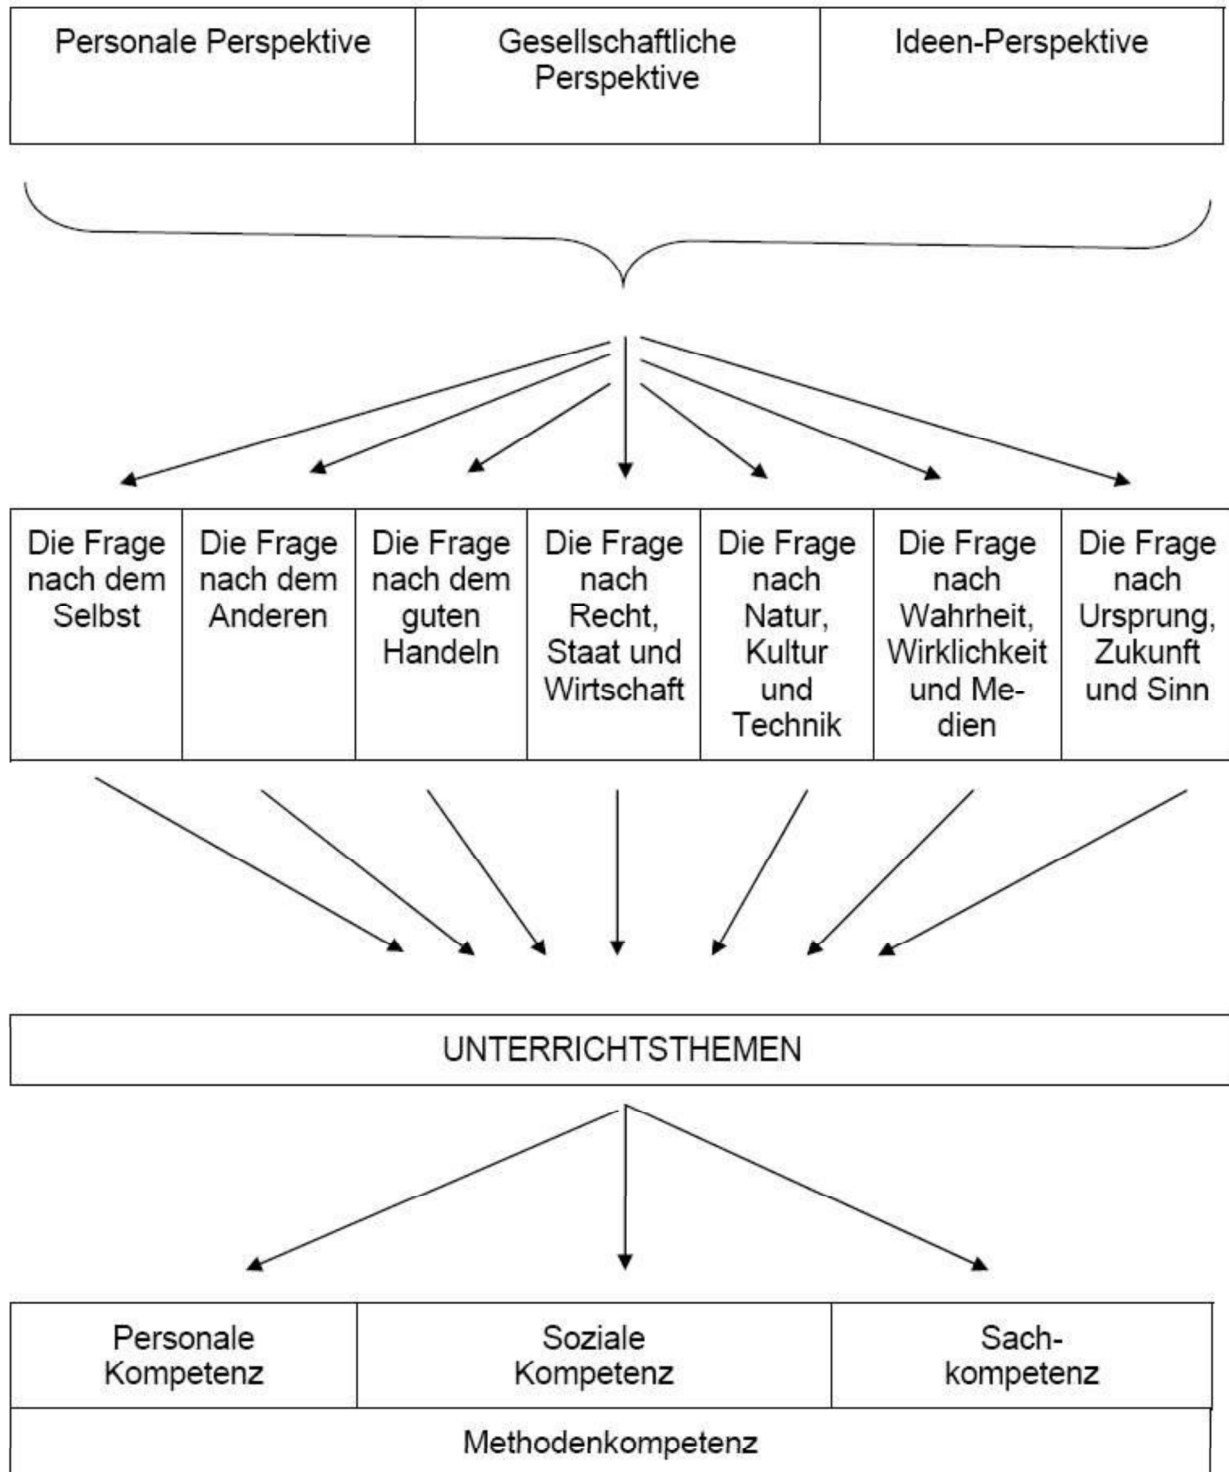 Personale Perspektive
Gesellschaftliche
Perspektive
Ideen-Perspektive
Die Frage
nach dem
Selbst
Die Frage
nach dem
Anderen
Die Frage
nach dem
guten
Handeln
Die Frage
nach
Recht,
Staat und
Wirtschaft
Die Frage
nach
Natur,
Kultur
und
Technik
Die Frage
nach
Wahrheit,
Wirklichkeit
und Me-
dien
Die Frage
nach
Ursprung,
Zukunft
und Sinn
UNTERRICHTSTHEMEN
Personale
Kompetenz
Soziale
Kompetenz
Sach-
kompetenz
Methodenkompetenz